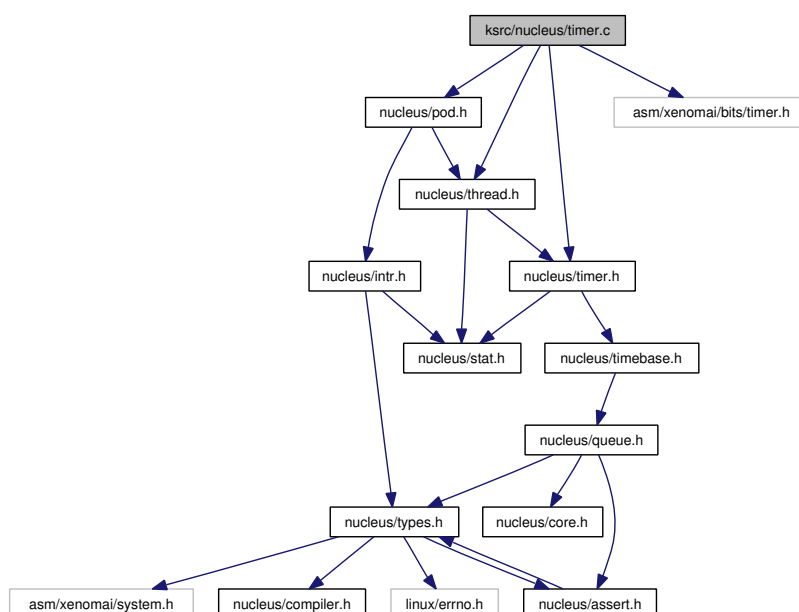 ksrc/nucleus/timer.c
nucleus/pod.h
asm/xenomai/bits/timer.h
nucleus/thread.h
nucleus/intr.h
nucleus/timer.h
nucleus/stat.h
nucleus/timebase.h
nucleus/queue.h
nucleus/types.h
nucleus/core.h
asm/xenomai/system.h
nucleus/compiler.h
linux/errno.h
nucleus/assert.h